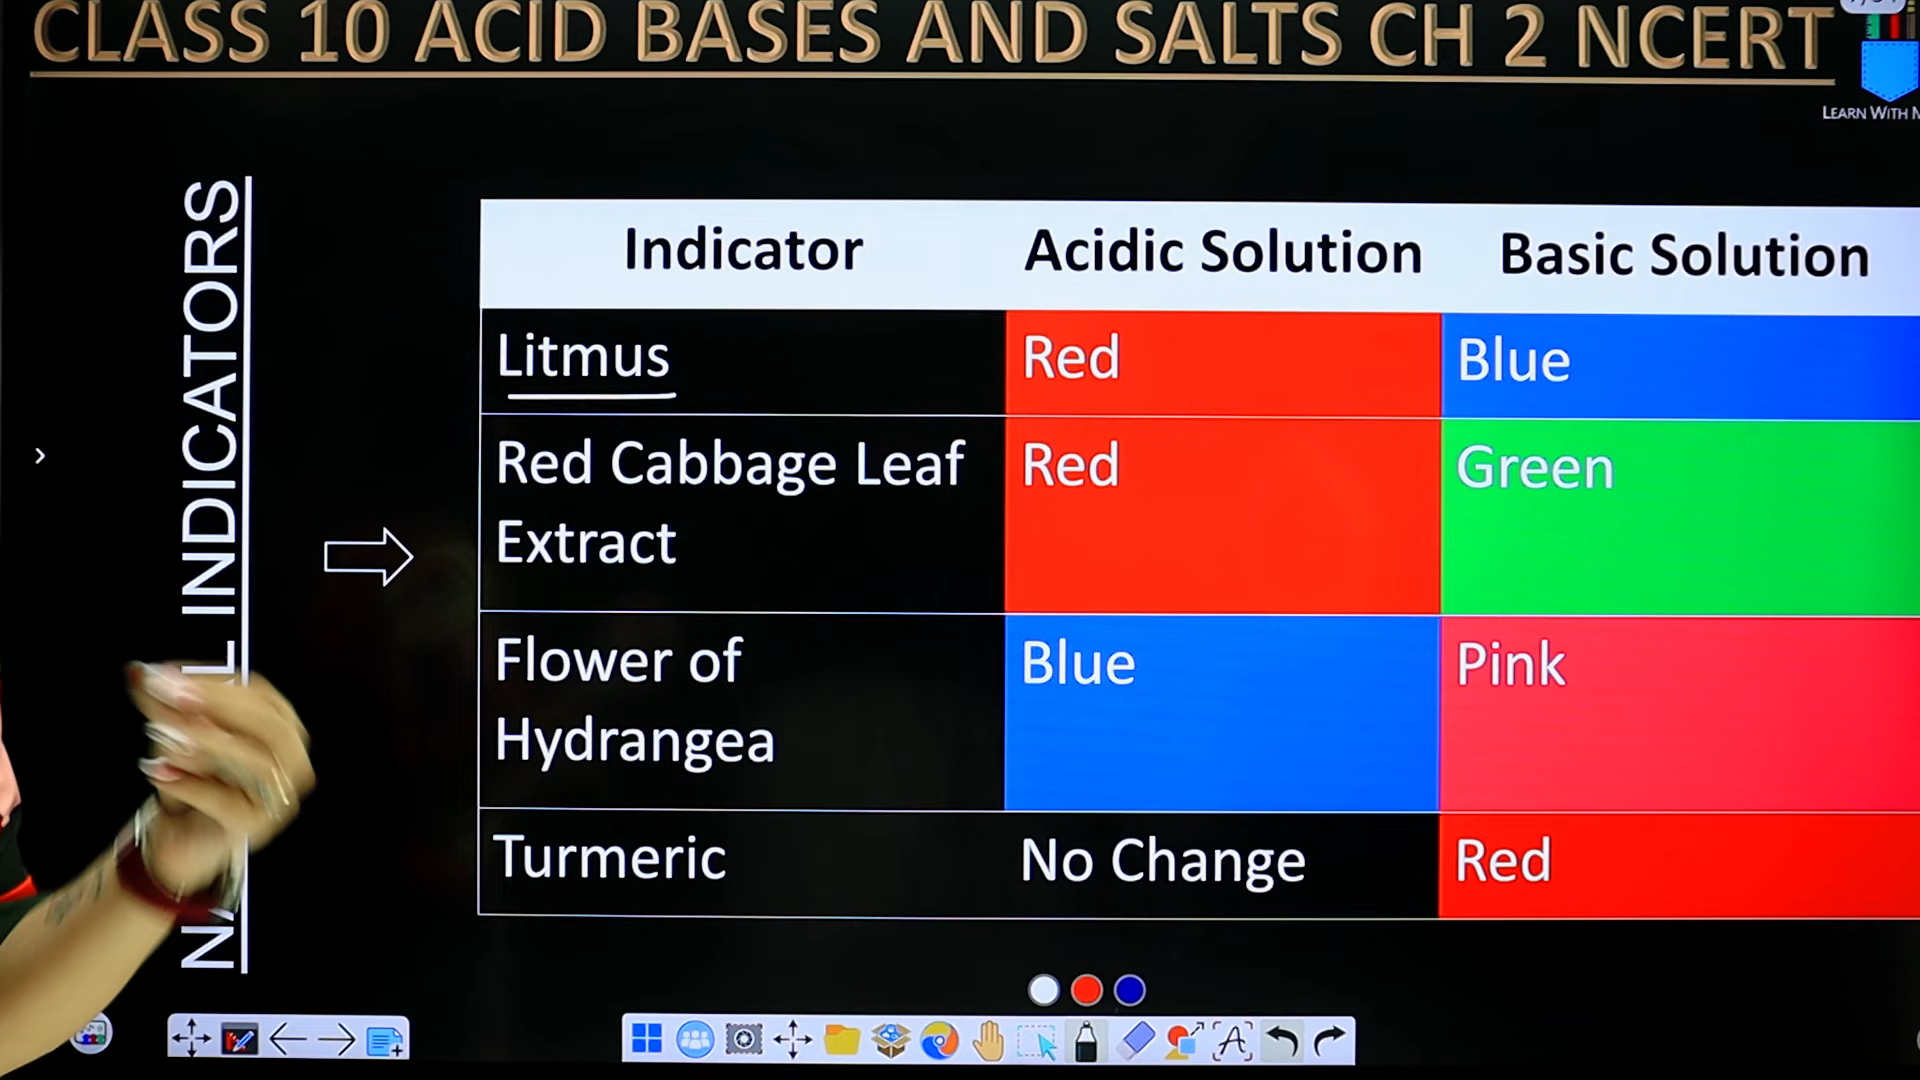 CLASS 10 ACID BASES AND SALTS CH 2 NCERT
LEARN WITH
INDICATORS
Indicator Acidic Solution Basic Solution
Litmus Red Blue
Red Cabbage Leaf Red Green
Extract
Flower of Blue Pink
Hydrangea
Turmeric No Change Red